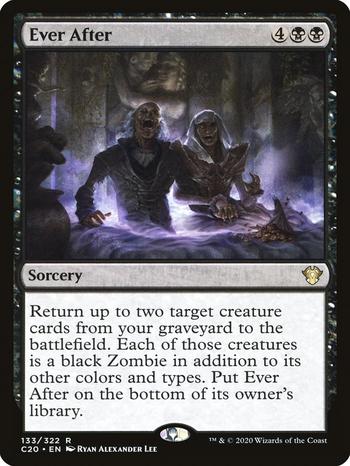 Ever After 4
Sorcery
Return up to two target creature
cards from your graveyard to the
battlefield. Each of those creatures
is a black Zombie in addition to its
other colors and types. Put Ever
After on the bottom of its owner's
library.
133/322 R
C20 • EN Ryan Alexander Lee
™ & © 2020 Wizards of the Coast